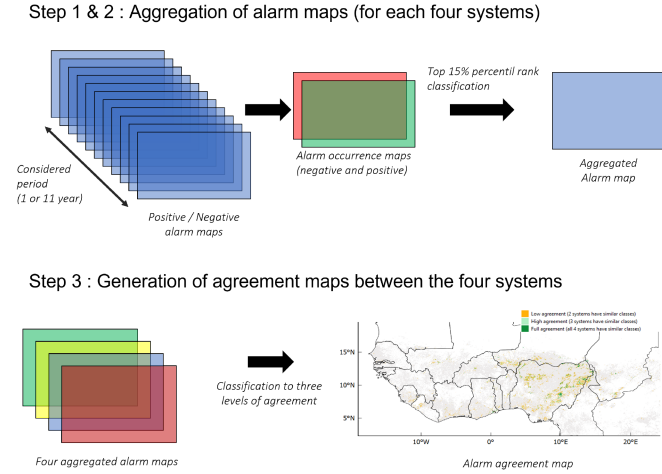 Step 1 & 2 : Aggregation of alarm maps (for each four systems)
Top 15% percentil rank
classification
Considered
period
(1 or 11 year)
Positive / Negative
alarm maps
Alarm occurrence maps
(negative and positive)
Aggregated
Alarm map
Step 3 : Generation of agreement maps between the four systems
Low agreement (2 systems have similar classes)
High agreement (3 systems have similar classes)
Full agreement (all 4 systems have similar classes)
15°N
10°N
5°N
10°W
0°
10°E
20°E
Classification to three
levels of agreement
Four aggregated alarm maps
Alarm agreement map